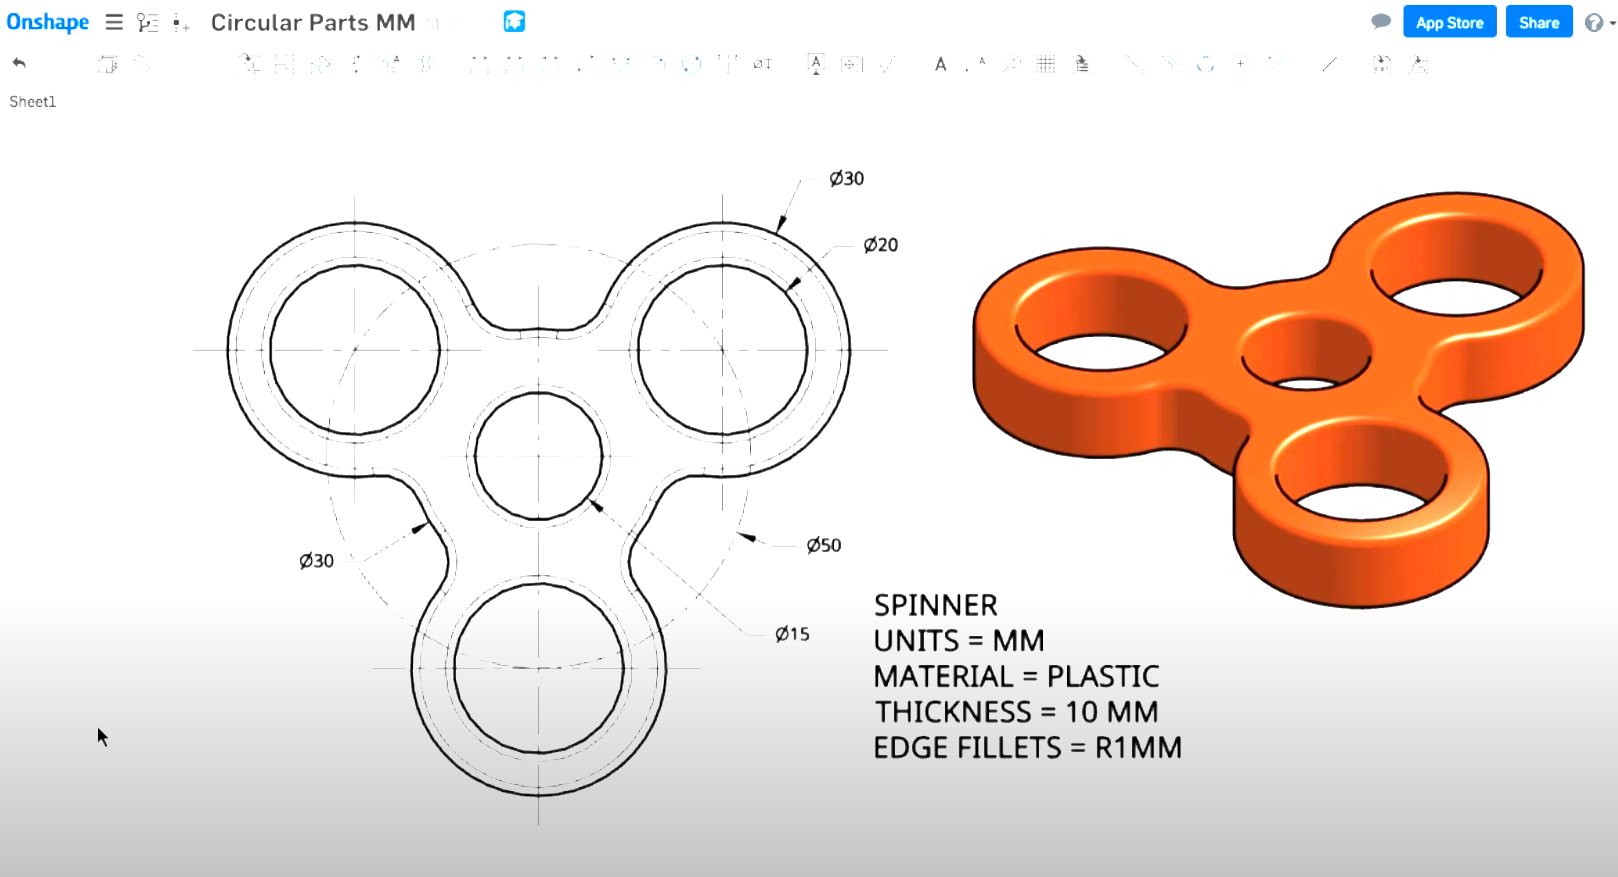 Onshape
Circular Parts MM
App Store
Share
?
A
A
A
A
Sheet1
Ø30
Ø20
Ø30
Ø50
Ø15
SPINNER
UNITS = MM
MATERIAL = PLASTIC
THICKNESS = 10 MM
EDGE FILLETS = R1MM